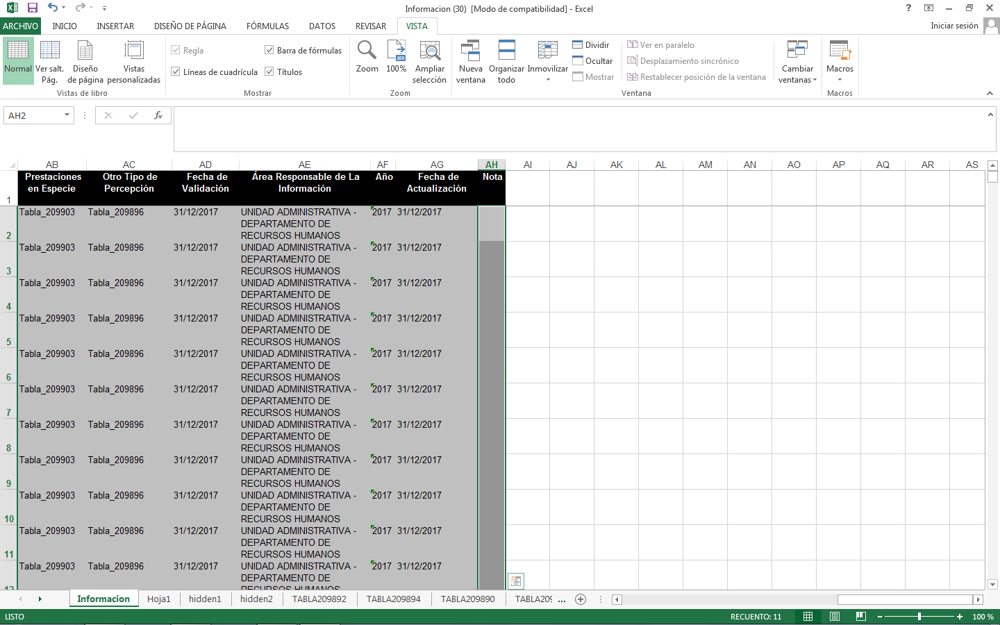 Informacion (30) [Modo de compatibilidad] - Excel
ARCHIVO INICIO INSERTAR DISEÑO DE PÁGINA FÓRMULAS DATOS REVISAR VISTA Iniciar sesión
Normal Ver salt. Pág. Diseño de página Vistas personalizadas
Vistas de libro
Regla Barra de fórmulas
Líneas de cuadrícula Títulos
Mostrar
Zoom 100% Ampliar selección
Zoom
Nueva ventana Organizar todo Inmovilizar
Dividir Ver en paralelo
Ocultar Desplazamiento sincrónico
Mostrar Restablecer posición de la ventana
Ventana
Cambiar ventanas
Macros
Macros
AH2 fx
AB AC AD AE AF AG AH AI AJ AK AL AM AN AO AP AQ AR AS
1 Prestaciones en Especie Otro Tipo de Percepción Fecha de Validación Área Responsable de La Información Año Fecha de Actualización Nota
2 Tabla_209903 Tabla_209896 31/12/2017 UNIDAD ADMINISTRATIVA - DEPARTAMENTO DE RECURSOS HUMANOS 2017 31/12/2017
3 Tabla_209903 Tabla_209896 31/12/2017 UNIDAD ADMINISTRATIVA - DEPARTAMENTO DE RECURSOS HUMANOS 2017 31/12/2017
4 Tabla_209903 Tabla_209896 31/12/2017 UNIDAD ADMINISTRATIVA - DEPARTAMENTO DE RECURSOS HUMANOS 2017 31/12/2017
5 Tabla_209903 Tabla_209896 31/12/2017 UNIDAD ADMINISTRATIVA - DEPARTAMENTO DE RECURSOS HUMANOS 2017 31/12/2017
6 Tabla_209903 Tabla_209896 31/12/2017 UNIDAD ADMINISTRATIVA - DEPARTAMENTO DE RECURSOS HUMANOS 2017 31/12/2017
7 Tabla_209903 Tabla_209896 31/12/2017 UNIDAD ADMINISTRATIVA - DEPARTAMENTO DE RECURSOS HUMANOS 2017 31/12/2017
8 Tabla_209903 Tabla_209896 31/12/2017 UNIDAD ADMINISTRATIVA - DEPARTAMENTO DE RECURSOS HUMANOS 2017 31/12/2017
9 Tabla_209903 Tabla_209896 31/12/2017 UNIDAD ADMINISTRATIVA - DEPARTAMENTO DE RECURSOS HUMANOS 2017 31/12/2017
10 Tabla_209903 Tabla_209896 31/12/2017 UNIDAD ADMINISTRATIVA - DEPARTAMENTO DE RECURSOS HUMANOS 2017 31/12/2017
11 Tabla_209903 Tabla_209896 31/12/2017 UNIDAD ADMINISTRATIVA - DEPARTAMENTO DE RECURSOS HUMANOS 2017 31/12/2017
12 Tabla_209903 Tabla_209896 31/12/2017 UNIDAD ADMINISTRATIVA - DEPARTAMENTO DE RECURSOS HUMANOS 2017 31/12/2017
Informacion Hoja1 hidden1 hidden2 TABLA209892 TABLA209894 TABLA209890 TABLA209 ...
LISTO RECUENTO: 11 100 %